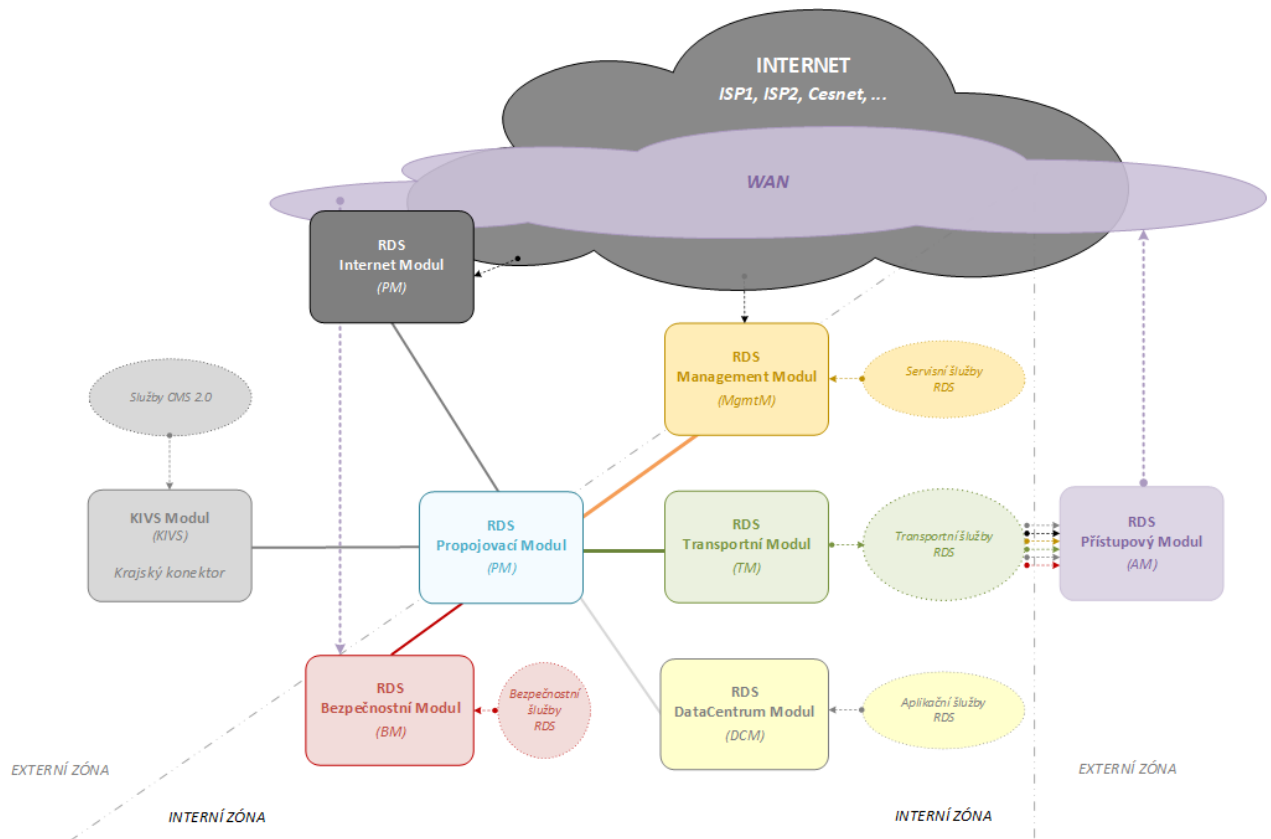 INTERNET
ISP1, ISP2, Cesnet, ...
WAN
RDS
Internet Modul
(PM)
RDS
Management Modul
(MgmtM)
Servisní služby
RDS
Služby CMS 2.0
KIVS Modul
(KIVS)
Krajský konektor
RDS
Propojovací Modul
(PM)
RDS
Transportní Modul
(TM)
Transportní služby
RDS
RDS
Přístupový Modul
(AM)
RDS
Bezpečnostní Modul
(BM)
Bezpečnostní
služby
RDS
RDS
DataCentrum Modul
(DCM)
Aplikační služby
RDS
EXTERNÍ ZÓNA
INTERNÍ ZÓNA
INTERNÍ ZÓNA
EXTERNÍ ZÓNA